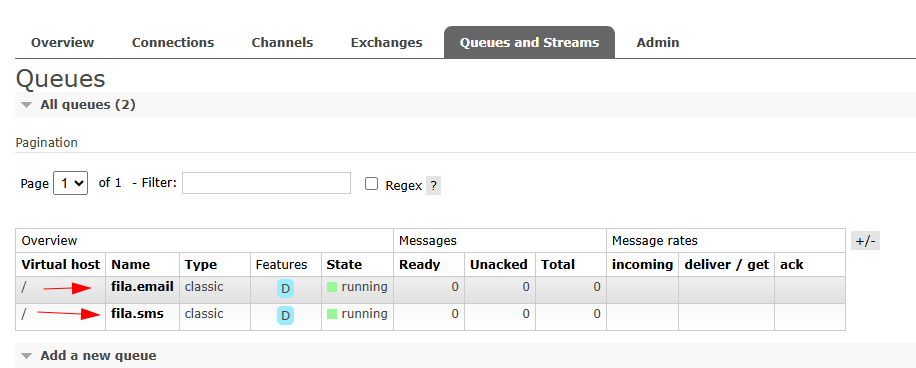 Overview Connections Channels Exchanges Queues and Streams Admin
Queues
All queues (2)
Pagination
Page 1 of 1 - Filter: Regex ?
Overview Messages Message rates +/-
Virtual host Name Type Features State Ready Unacked Total incoming deliver / get ack
/ fila.email classic D running 0 0 0
/ fila.sms classic D running 0 0 0
Add a new queue